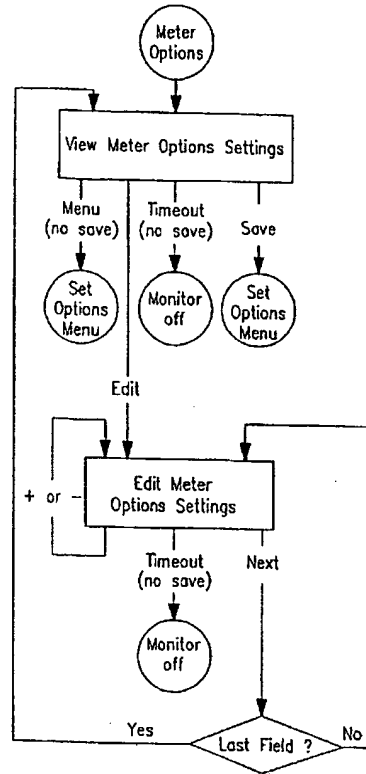 Meter
Options
View Meter Options Settings
Menu
(no save)
Timeout
(no save)
Save
Set
Options
Menu
Monitor
off
Set
Options
Menu
Edit
+ or -
Edit Meter
Options Settings
Timeout
(no save)
Next
Monitor
off
Yes
Last Field ?
No